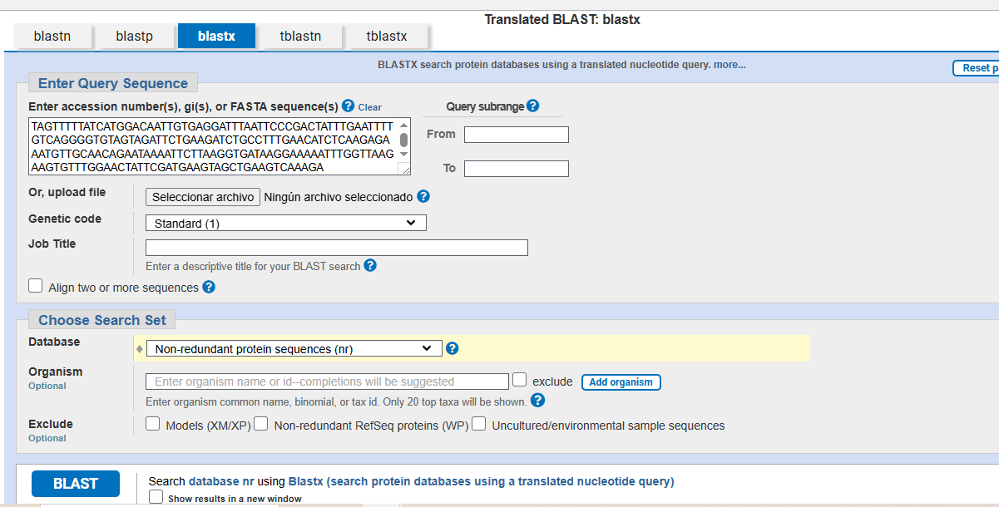 Translated BLAST: blastx
blastn blastp blastx tblastn tblastx
BLASTX search protein databases using a translated nucleotide query. more...
Reset p
Enter Query Sequence
Enter accession number(s), gi(s), or FASTA sequence(s) Clear
Query subrange
TAGTTTTTATCATGGACAATTGTGAGGATTTAATTCCCGACTATTTGAATTTT
GTCAGGGGTGTAGTAGATTCTGAAGATCTGCCTTTGAACATCTCAAGAGA
AATGTTGCAACAGAATAAAATTCTTAAGGTGATAAGGAAAAATTTGGTTAAG
AAGTGTTTGGAACTATTCGATGAAGTAGCTGAAGTCAAAGA
From
To
Or, upload file
Seleccionar archivo Ningún archivo seleccionado
Genetic code
Standard (1)
Job Title
Enter a descriptive title for your BLAST search
Align two or more sequences
Choose Search Set
Database
Non-redundant protein sequences (nr)
Organism
Optional
Enter organism name or id--completions will be suggested
exclude
Add organism
Enter organism common name, binomial, or tax id. Only 20 top taxa will be shown.
Exclude
Optional
Models (XM/XP) Non-redundant RefSeq proteins (WP) Uncultured/environmental sample sequences
BLAST
Search database nr using Blastx (search protein databases using a translated nucleotide query)
Show results in a new window